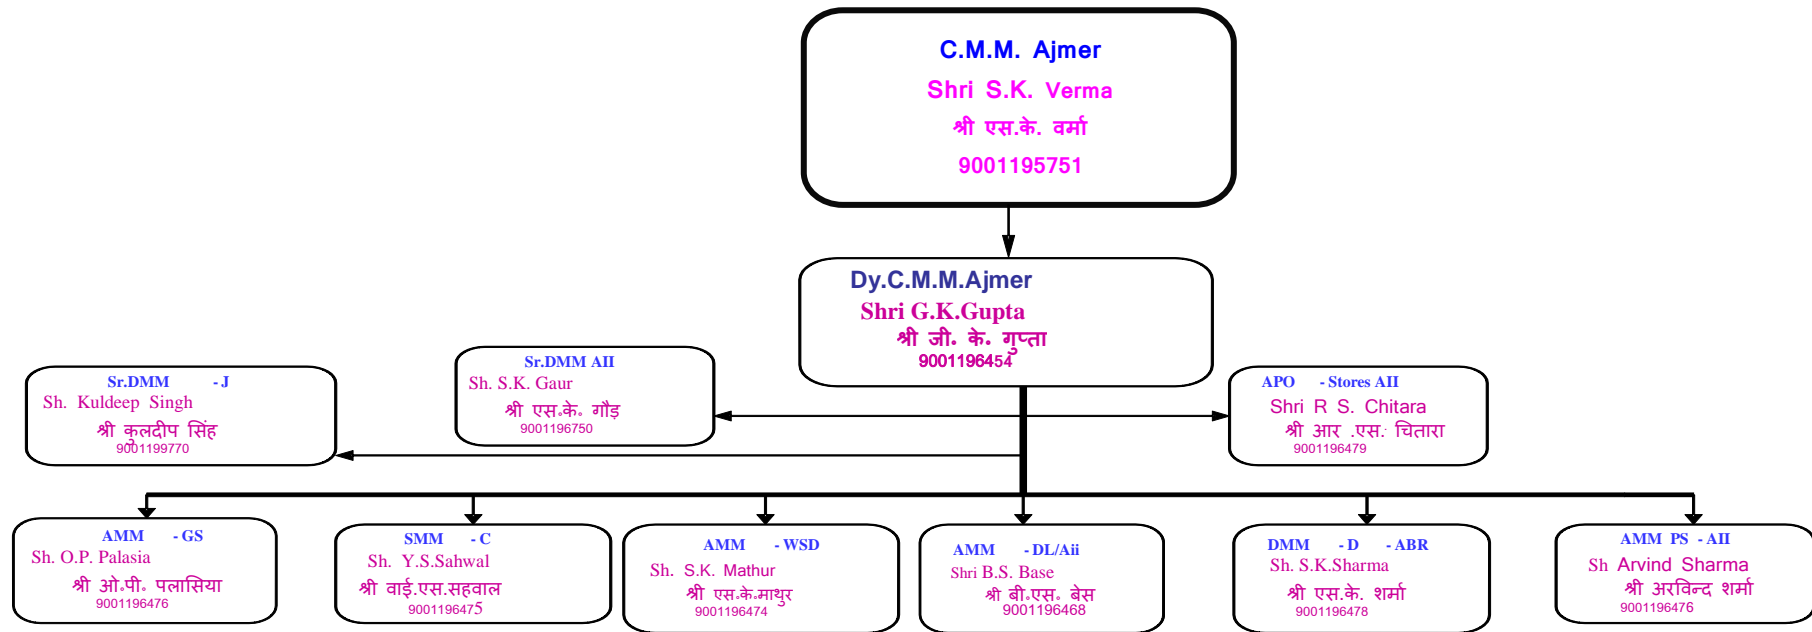 C.M.M. Ajmer
Shri S.K. Verma
श्री एस.के. वर्मा
9001195751
Dy.C.M.M.Ajmer
Shri G.K.Gupta
श्री जी॰ के॰ गुप्ता
9001196454
Sr.DMM - J
Sh. Kuldeep Singh
श्री कुलदीप सिंह
9001199770
Sr.DMM AII
Sh. S.K. Gaur
श्री एस॰के॰ गौड़
9001196750
APO - Stores AII
Shri R S. Chitara
श्री आर .एस. चितारा
9001196479
AMM - GS
Sh. O.P. Palasia
श्री ओ॰पी॰ पलासिया
9001196476
SMM - C
Sh. Y.S.Sahwal
श्री वाई.एस.सहवाल
9001196475
AMM - WSD
Sh. S.K. Mathur
श्री एस॰के॰माथुर
9001196474
AMM - DL/Aii
Shri B.S. Base
श्री बी॰एस॰ बेस
9001196468
DMM - D - ABR
Sh. S.K.Sharma
श्री एस.के. शर्मा
9001196478
AMM PS - AII
Sh Arvind Sharma
श्री अरविन्द शर्मा
9001196476